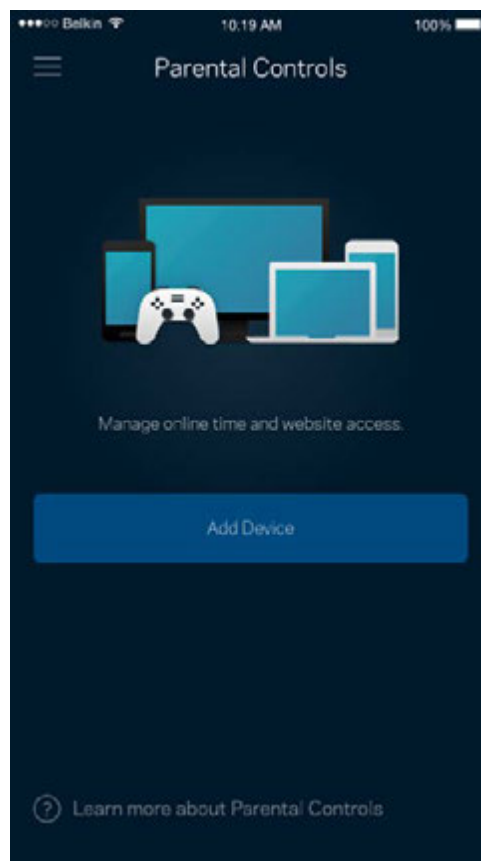 Belkin 10:19 AM 100%
Parental Controls
Manage online time and website access.
Add Device
? Learn more about Parental Controls